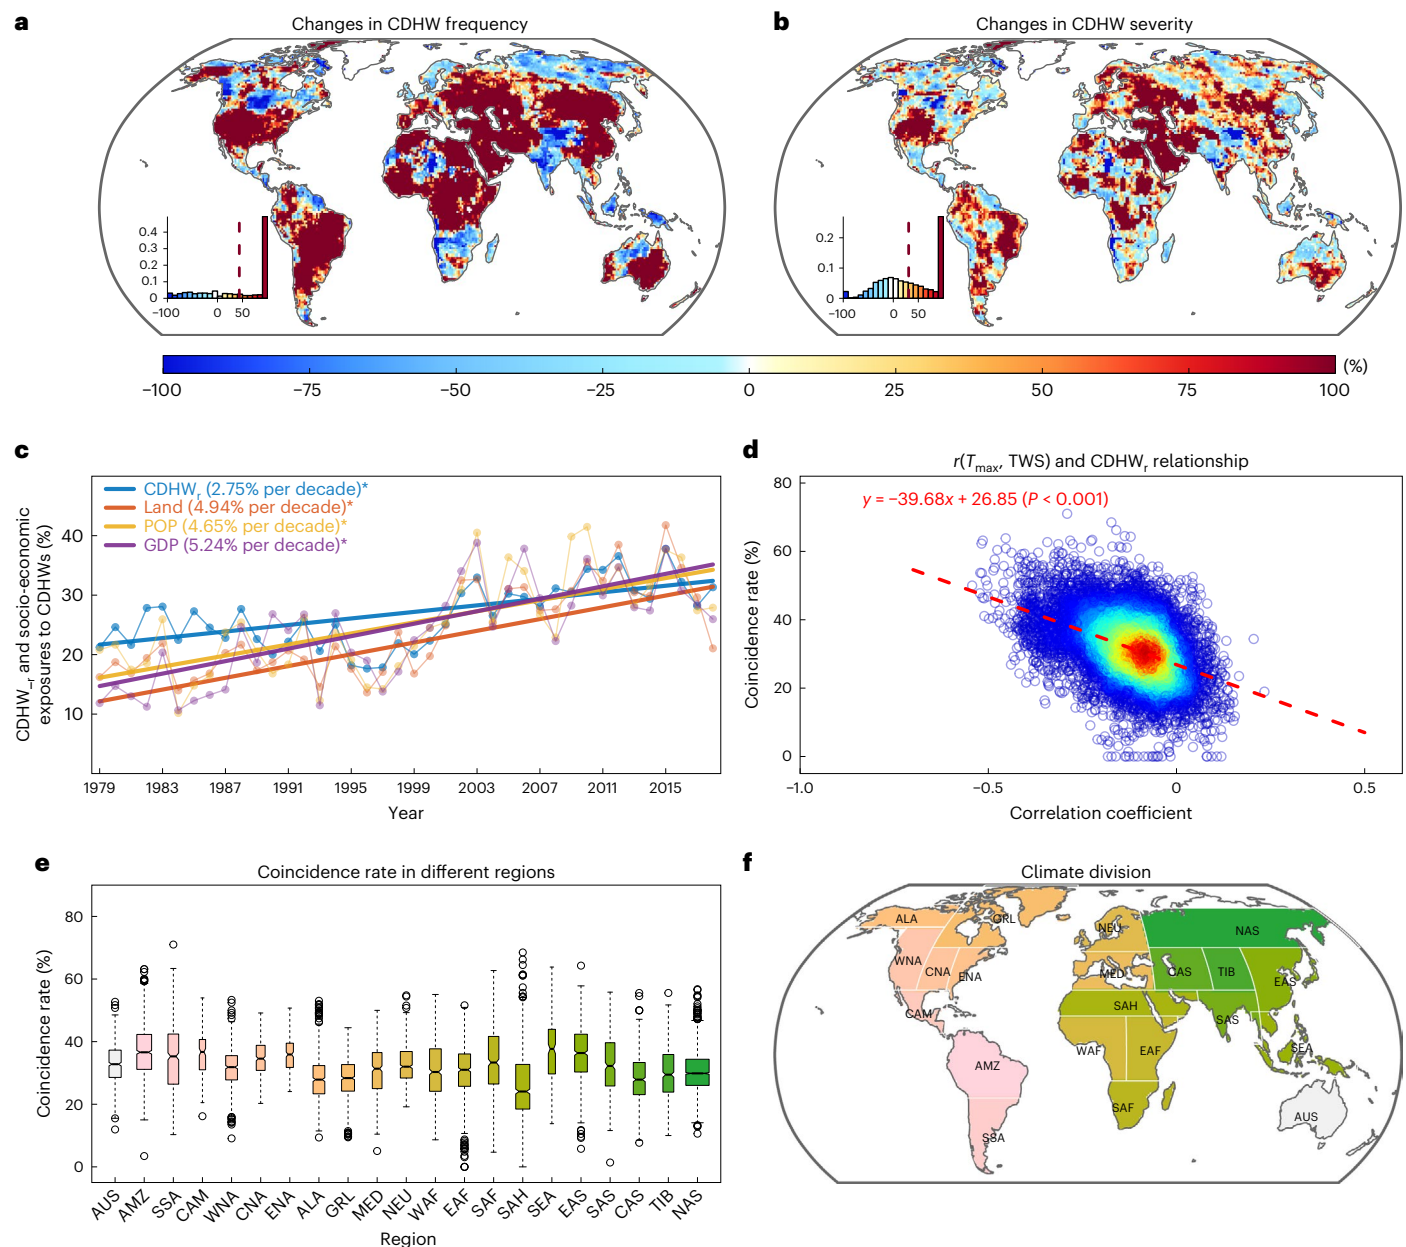 a
Changes in CDHW frequency
0.4
0.3
0.2
0.1
0
−100
0
50
b
Changes in CDHW severity
0.2
0.1
0
−100
0
50
−100
−75
−50
−25
0
25
50
75
100
(%)
c
CDHW_r and socio-economic
exposures to CDHWs (%)
CDHWr (2.75% per decade)*
Land (4.94% per decade)*
POP (4.65% per decade)*
GDP (5.24% per decade)*
40
30
20
10
1979
1983
1987
1991
1995
1999
2003
2007
2011
2015
Year
d
r(Tmax, TWS) and CDHWr relationship
y = −39.68x + 26.85 (P < 0.001)
Coincidence rate (%)
80
60
40
20
0
−1.0
−0.5
0
0.5
Correlation coefficient
e
Coincidence rate in different regions
Coincidence rate (%)
80
60
40
20
0
AUS
AMZ
SSA
CAM
WNA
CNA
ENA
ALA
GRL
MED
NEU
WAF
EAF
SAF
SAH
SEA
EAS
SAS
CAS
TIB
NAS
Region
f
Climate division
ALA
GRL
NEU
NAS
WNA
CNA
ENA
MED
CAS
TIB
EAS
CAM
SAH
SAS
WAF
EAF
SEA
AMZ
SAF
AUS
SSA